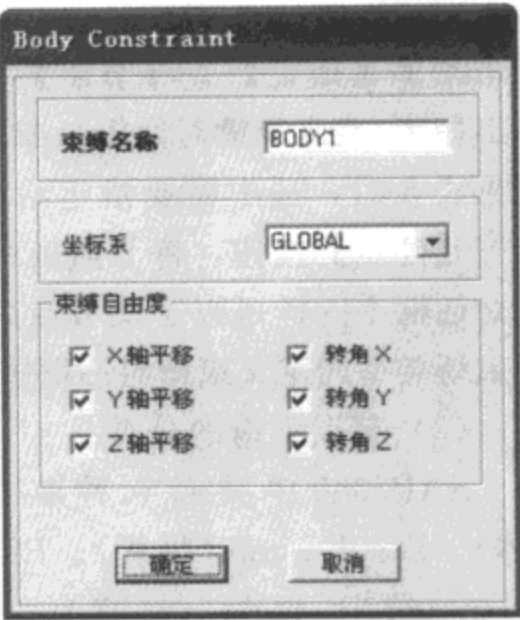 Body Constraint
束缚名称 BODY1
坐标系 GLOBAL
束缚自由度
X轴平移 转角X
Y轴平移 转角Y
Z轴平移 转角Z
确定 取消